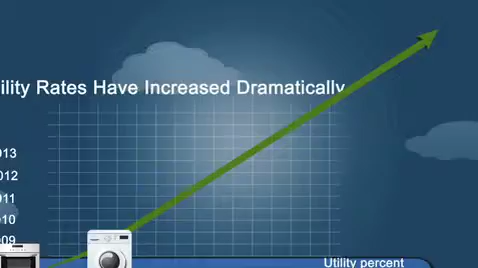 ility Rates Have Increased Dramatically
013
012
011
010
009
Utility percent